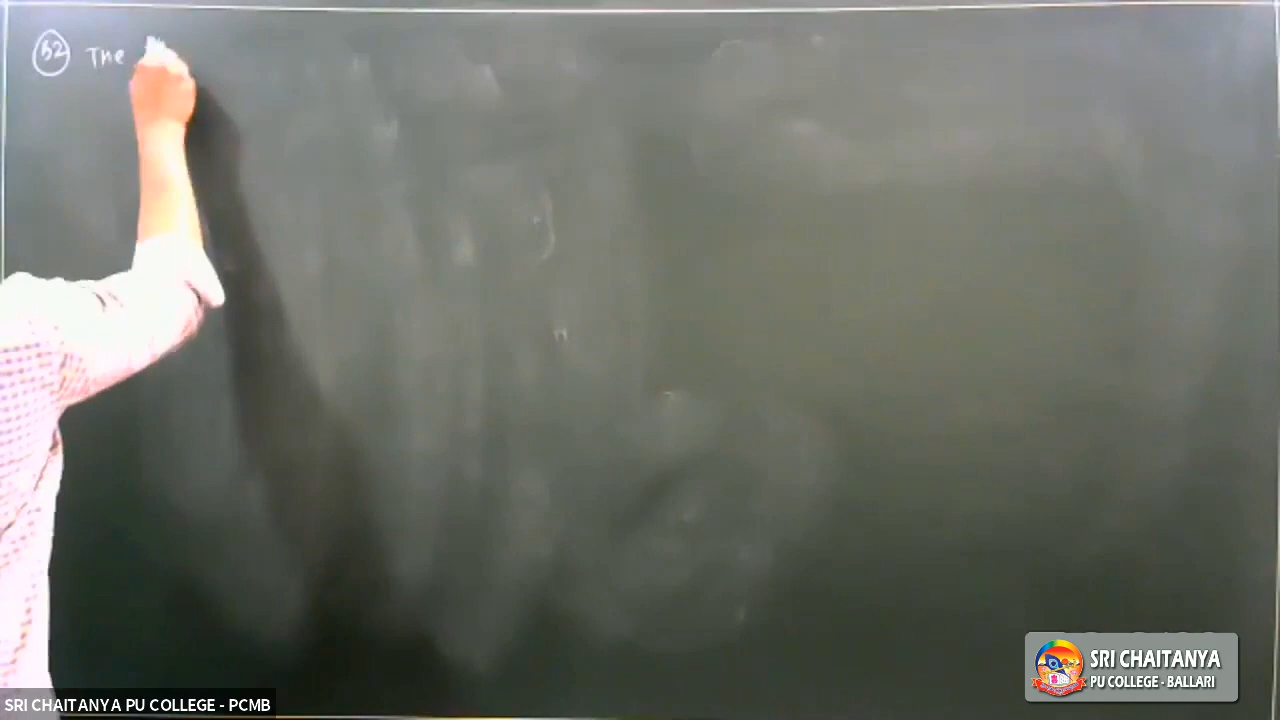 52 The
SRI CHAITANYA
PU COLLEGE - BALLARI
SRI CHAITANYA PU COLLEGE - PCMB